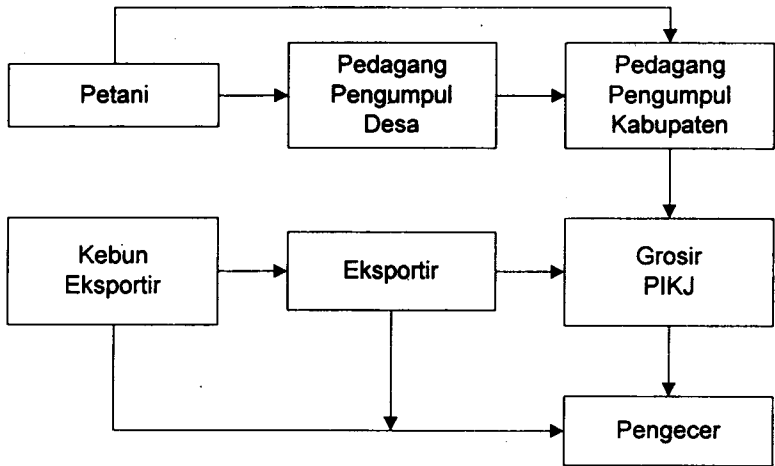 Petani
Pedagang
Pengumpul
Desa
Pedagang
Pengumpul
Kabupaten
Kebun
Eksportir
Eksportir
Grosir
PIKJ
Pengecer